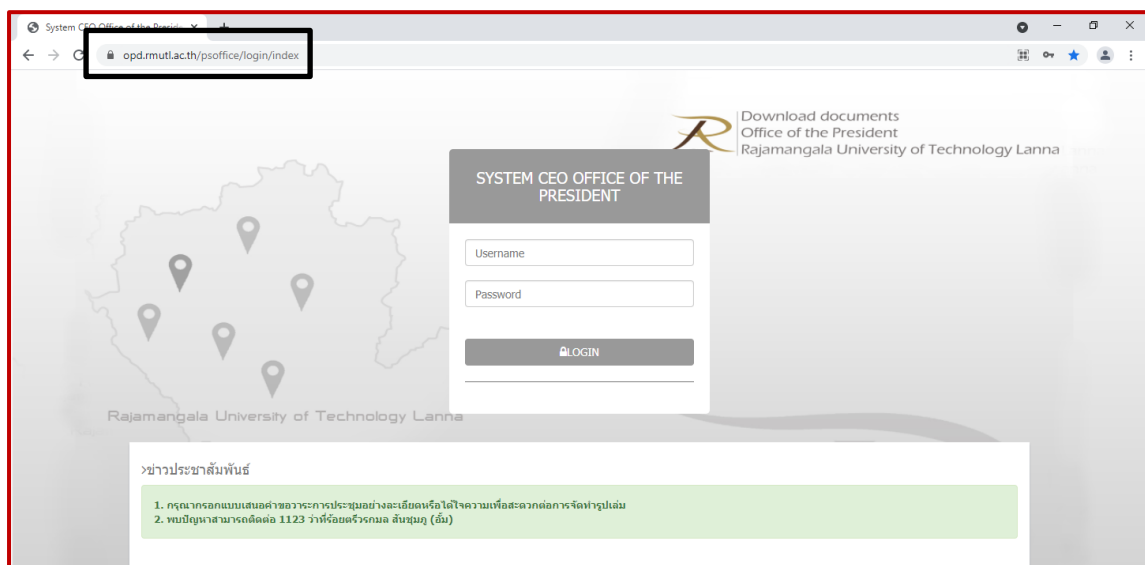 System CEO Office of the Preside
opd.rmutl.ac.th/psoffice/login/index
Download documents
Office of the President
Rajamangala University of Technology Lanna
SYSTEM CEO OFFICE OF THE
PRESIDENT
Username
Password
LOGIN
Rajamangala University of Technology Lanna
>ข่าวประชาสัมพันธ์
1. กรุณากรอกแบบเสนอคำขอวาระการประชุมอย่างละเอียดหรือได้ใจความเพื่อสะดวกต่อการจัดทำรูปเล่ม
2. พบปัญหาสามารถติดต่อ 1123 ว่าที่ร้อยตรีวรกมล สันชุมภู (อั้ม)